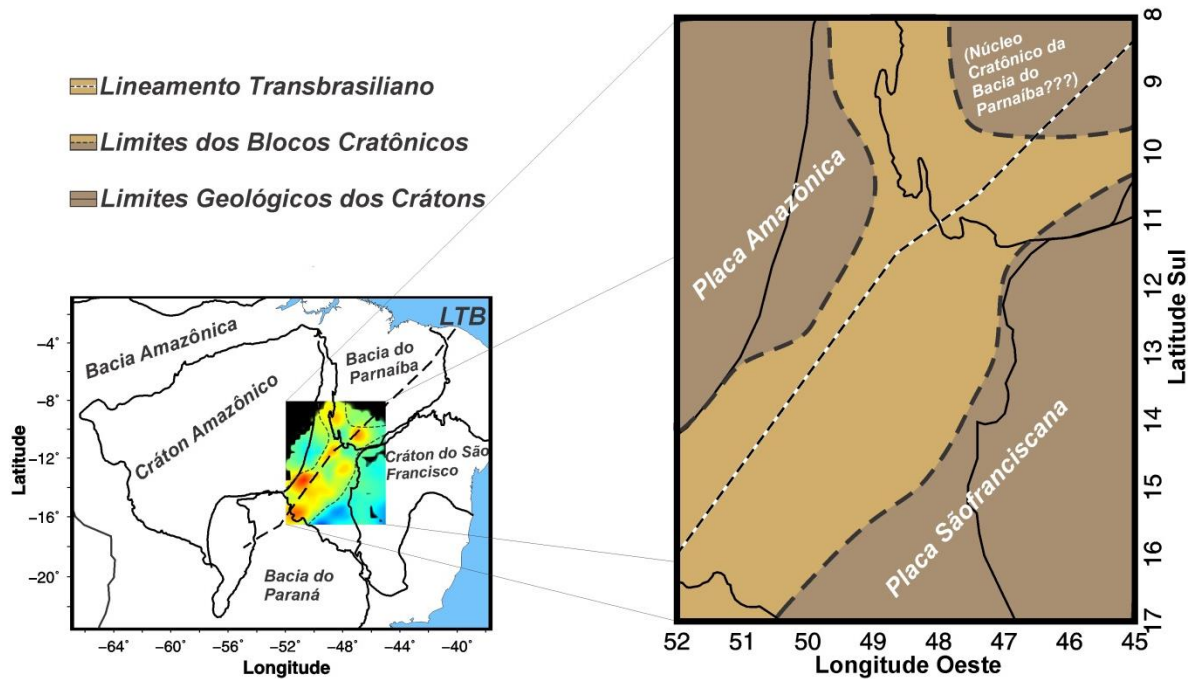 Lineamento Transbrasiliano
Limites dos Blocos Cratônicos
Limites Geológicos dos Crátons
LTB
Bacia Amazônica
Bacia do
Parnaíba
Cráton Amazônico
Cráton do São
Francisco
Bacia do
Paraná
Latitude
−4°
−8°
−12°
−16°
−20°
−64° −60° −56° −52° −48° −44° −40°
Longitude
(Núcleo
Cratônico da
Bacia do
Parnaíba???)
Placa Amazônica
Placa Sãofranciscana
8
9
10
11
12
13
14
15
16
17
Latitude Sul
52 51 50 49 48 47 46 45
Longitude Oeste